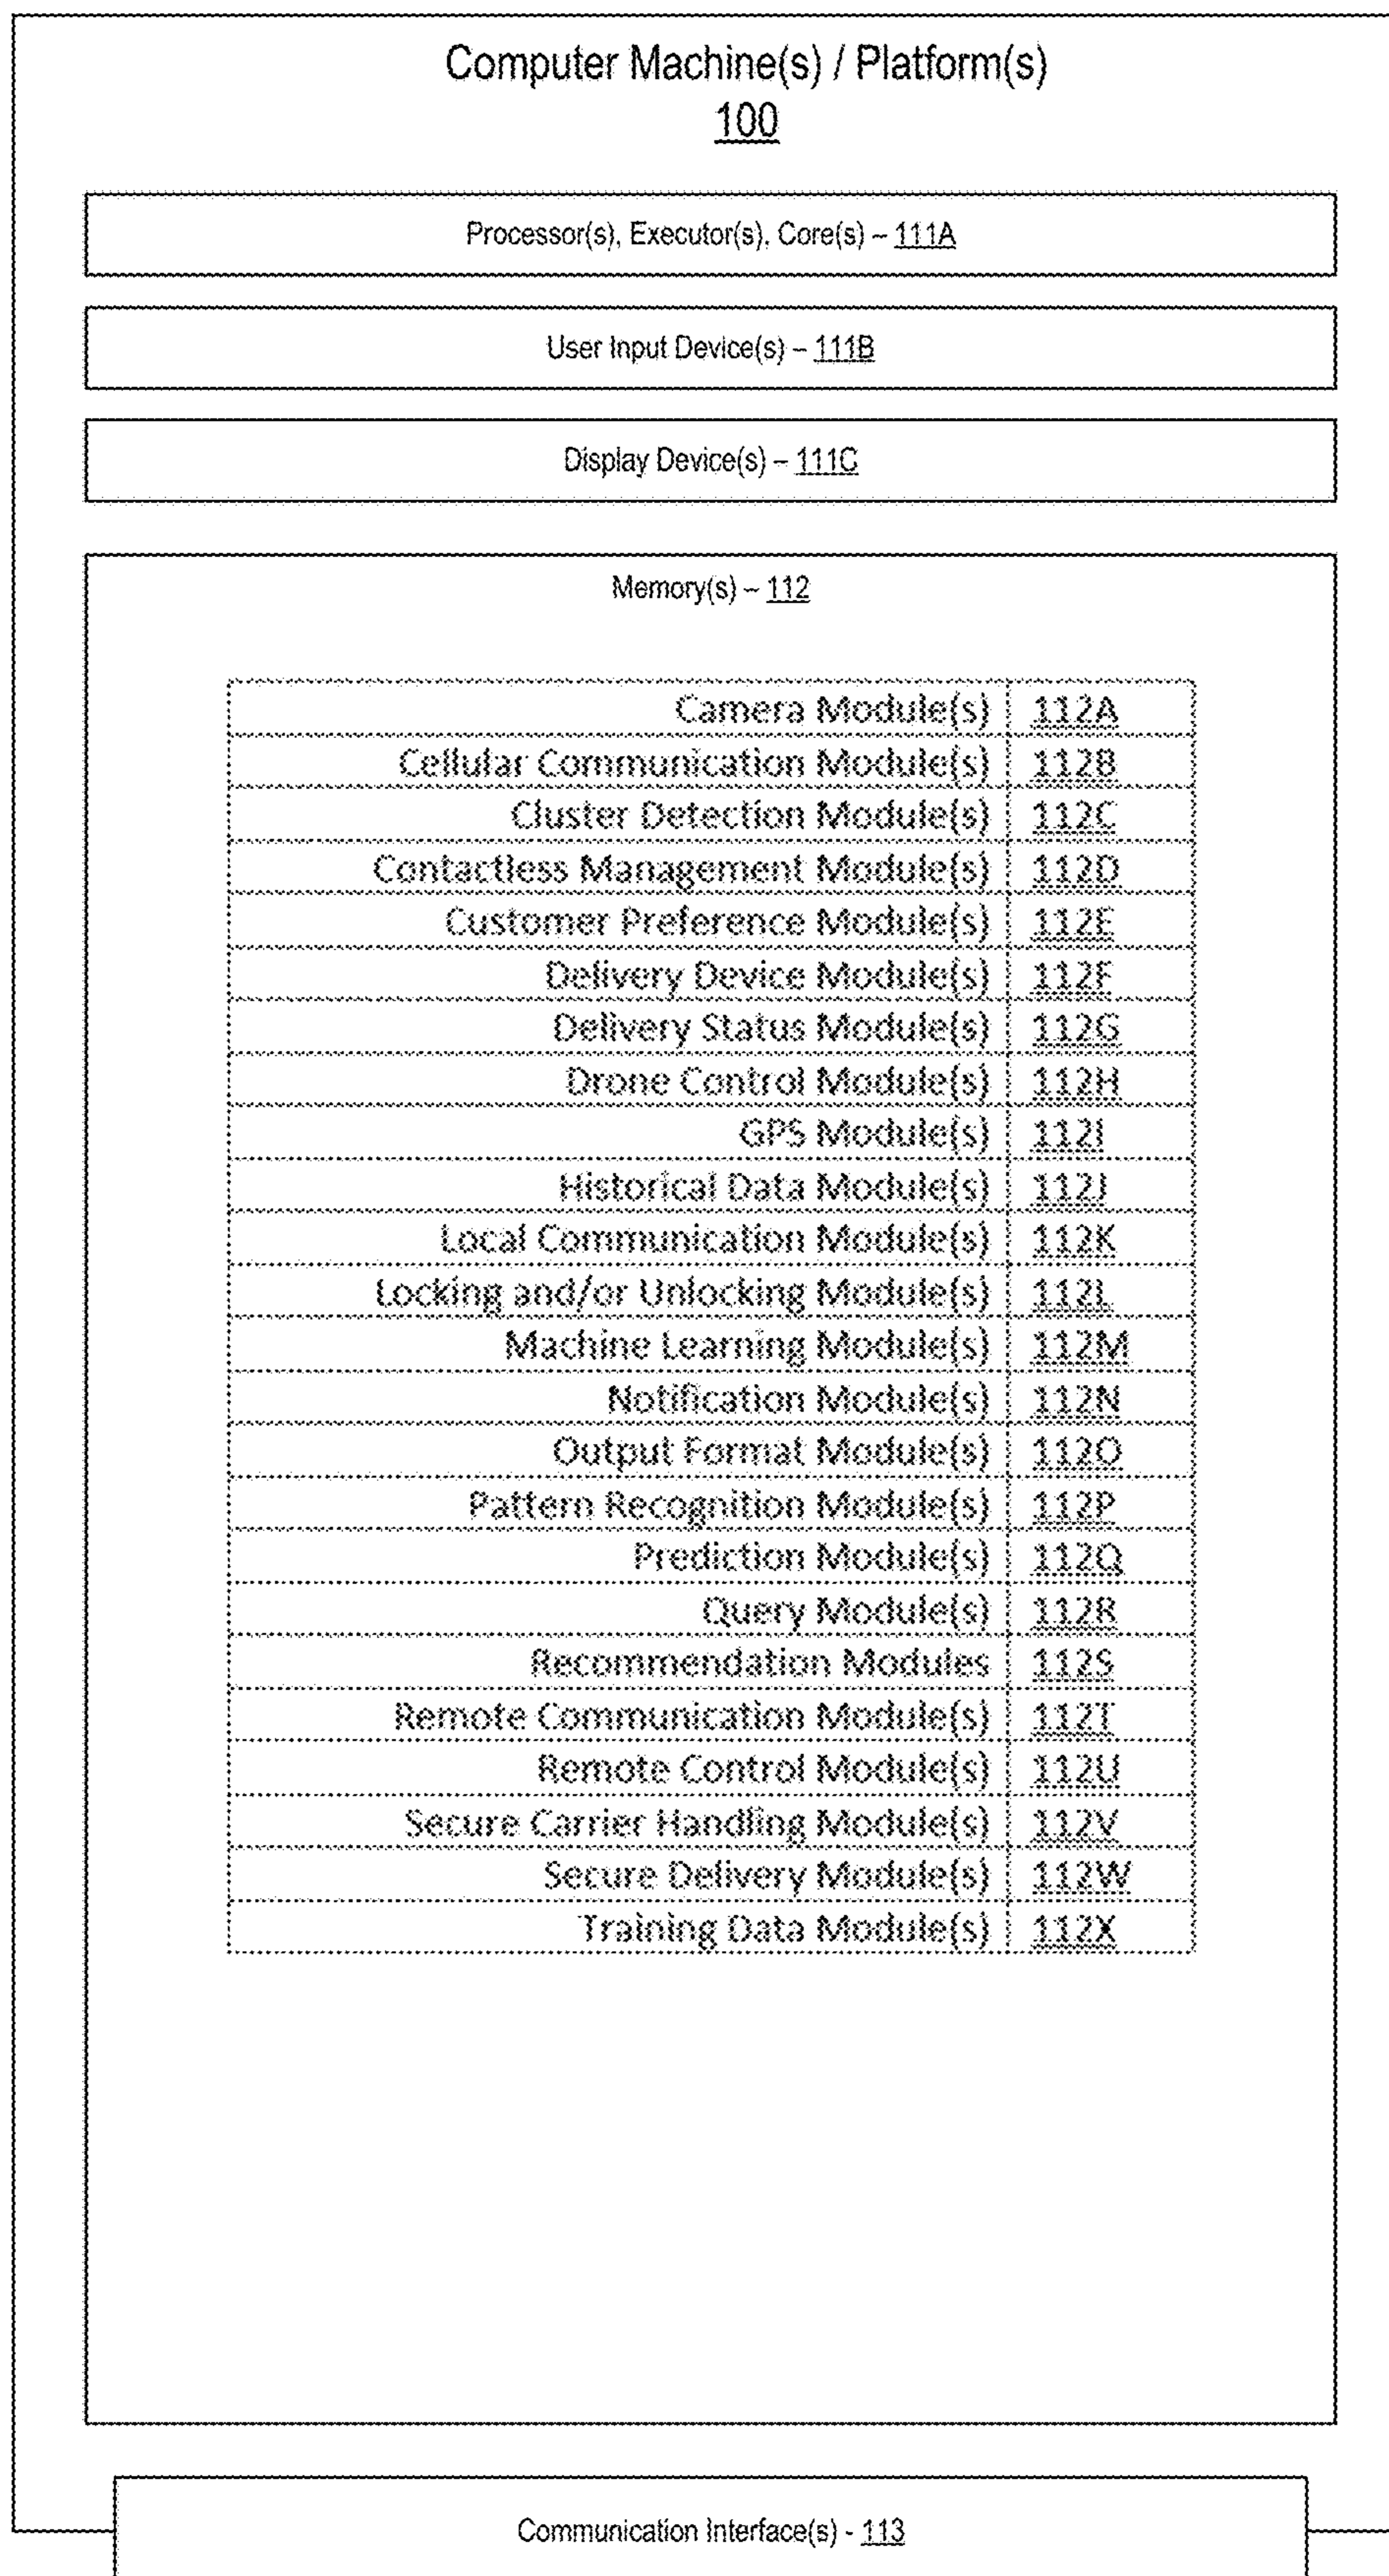 Computer Machine(s) / Platform(s)
100
Processor(s), Executor(s), Core(s) – 111A
User Input Device(s) – 111B
Display Device(s) – 111C
Memory(s) – 112
Camera Module(s) 112A
Cellular Communication Module(s) 112B
Cluster Detection Module(s) 112C
Contactless Management Module(s) 112D
Customer Preference Module(s) 112E
Delivery Device Module(s) 112F
Delivery Status Module(s) 112G
Drone Control Module(s) 112H
GPS Module(s) 112I
Historical Data Module(s) 112J
Local Communication Module(s) 112K
Locking and/or Unlocking Module(s) 112L
Machine Learning Module(s) 112M
Notification Module(s) 112N
Output Format Module(s) 112O
Pattern Recognition Module(s) 112P
Prediction Module(s) 112Q
Query Module(s) 112R
Recommendation Modules 112S
Remote Communication Module(s) 112T
Remote Control Module(s) 112U
Secure Carrier Handling Module(s) 112V
Secure Delivery Module(s) 112W
Training Data Module(s) 112X
Communication Interface(s) - 113